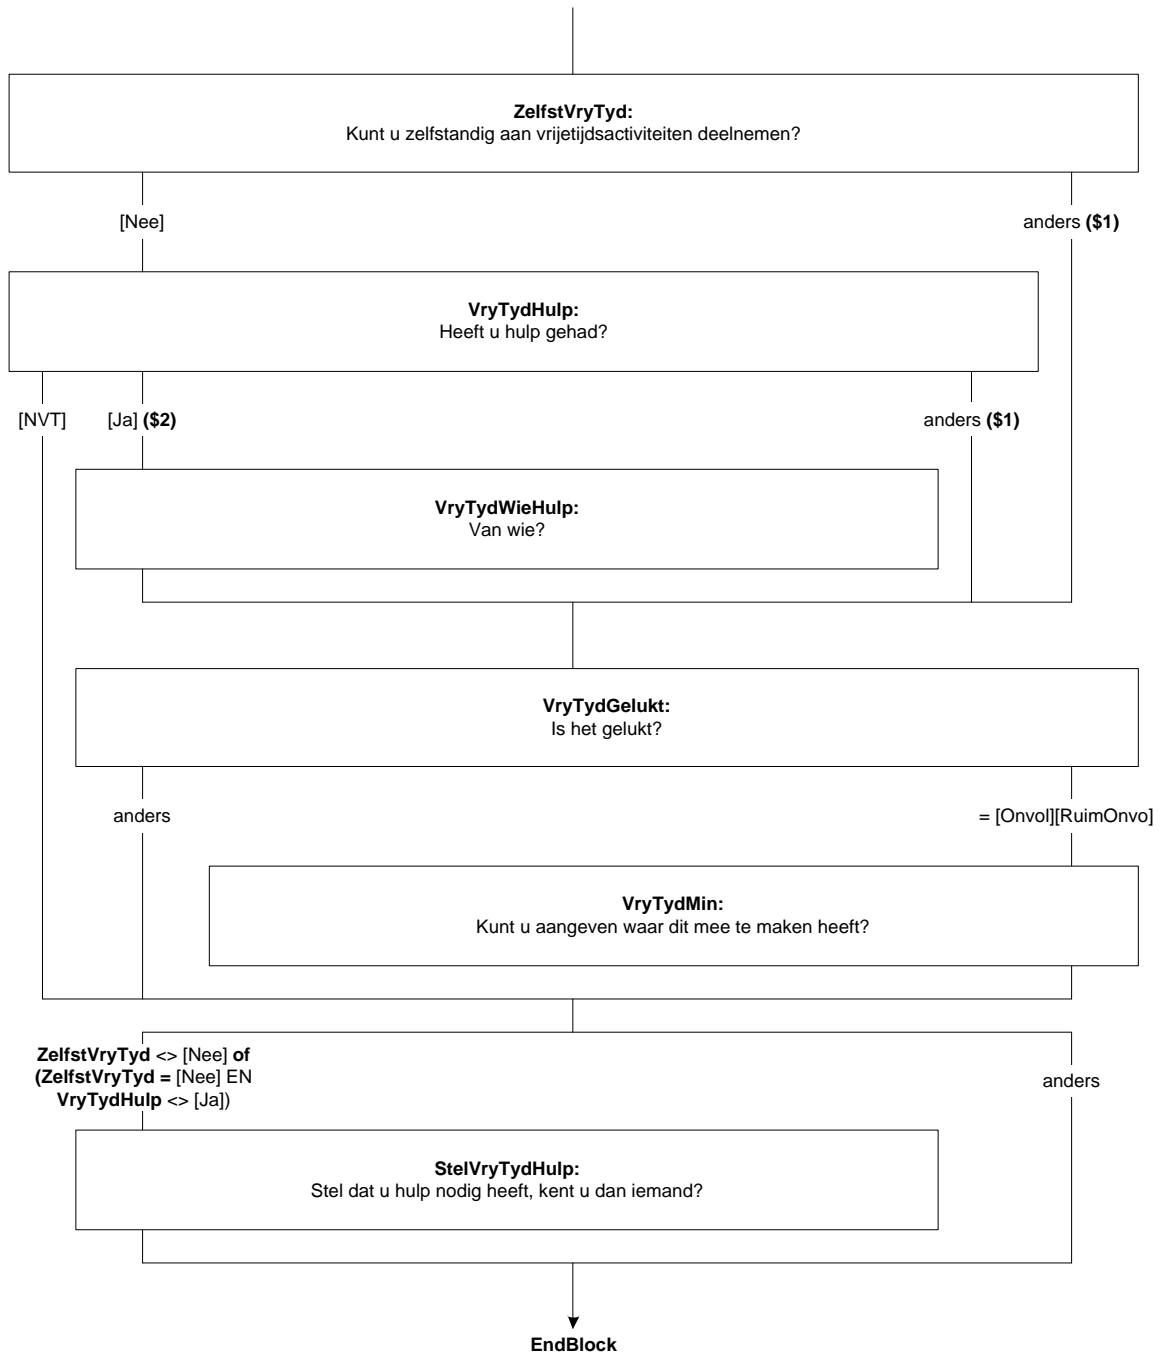 ZelfstVryTyd:
Kunt u zelfstandig aan vrijetijdsactiviteiten deelnemen?
[Nee]
anders ($1)
VryTydHulp:
Heeft u hulp gehad?
[NVT]
[Ja] ($2)
anders ($1)
VryTydWieHulp:
Van wie?
VryTydGelukt:
Is het gelukt?
anders
= [Onvol][RuimOnvo]
VryTydMin:
Kunt u aangeven waar dit mee te maken heeft?
ZelfstVryTyd <> [Nee] of
(ZelfstVryTyd = [Nee] EN
VryTydHulp <> [Ja])
anders
StelVryTydHulp:
Stel dat u hulp nodig heeft, kent u dan iemand?
EndBlock